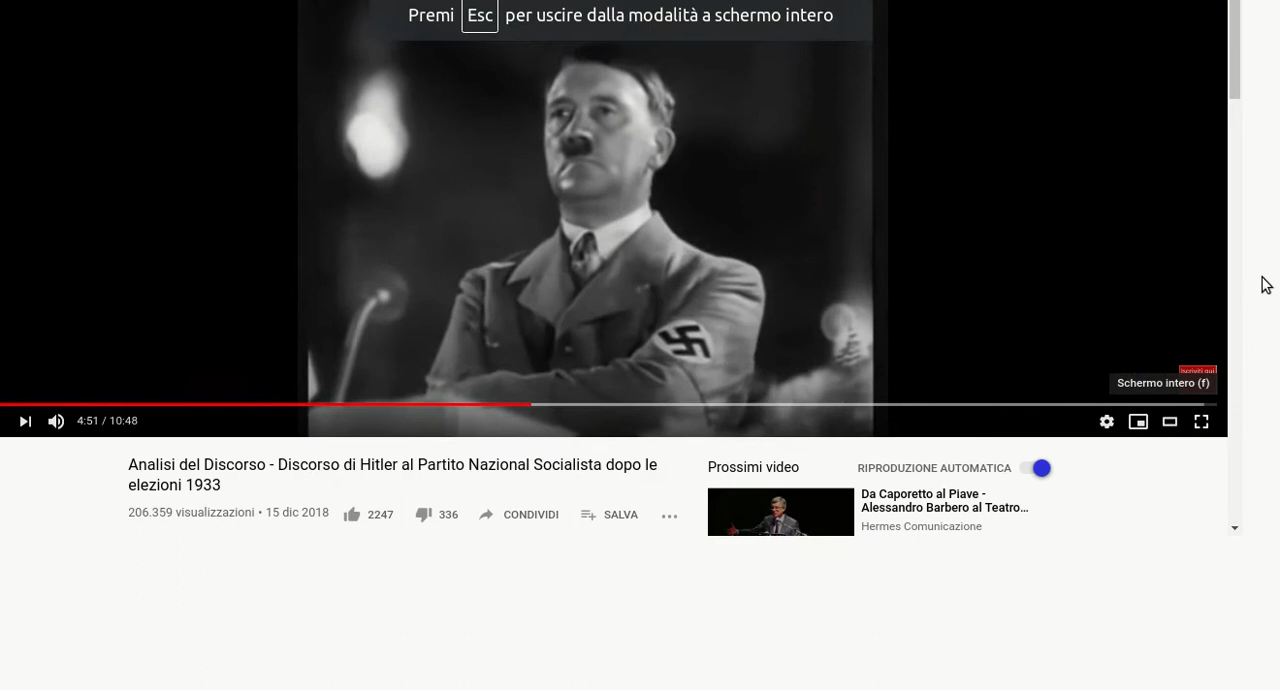 Premi Esc per uscire dalla modalità a schermo intero
Iscriviti qui
Schermo intero (f)
4:51 / 10:48
Analisi del Discorso - Discorso di Hitler al Partito Nazional Socialista dopo le
elezioni 1933
206.359 visualizzazioni • 15 dic 2018
2247
336
CONDIVIDI
SALVA
Prossimi video
RIPRODUZIONE AUTOMATICA
Da Caporetto al Piave -
Alessandro Barbero al Teatro...
Hermes Comunicazione